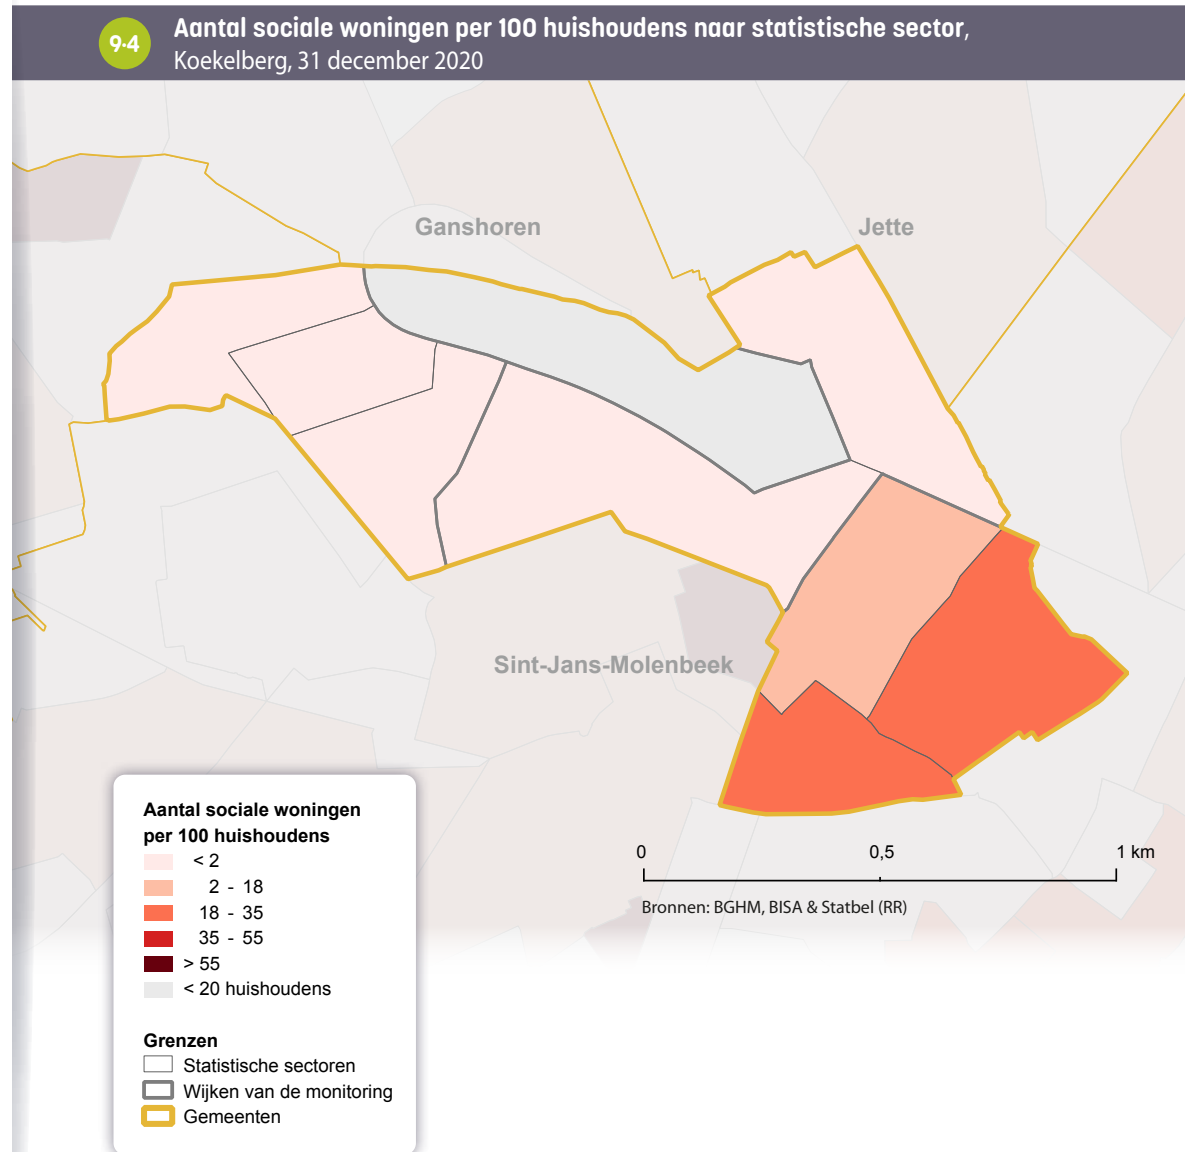 9·4
Aantal sociale woningen per 100 huishoudens naar statistische sector,
Koekelberg, 31 december 2020
Ganshoren
Jette
Sint-Jans-Molenbeek
Aantal sociale woningen
per 100 huishoudens
< 2
2 - 18
18 - 35
35 - 55
> 55
< 20 huishoudens
Grenzen
Statistische sectoren
Wijken van de monitoring
Gemeenten
0 0,5 1 km
Bronnen: BGHM, BISA & Statbel (RR)